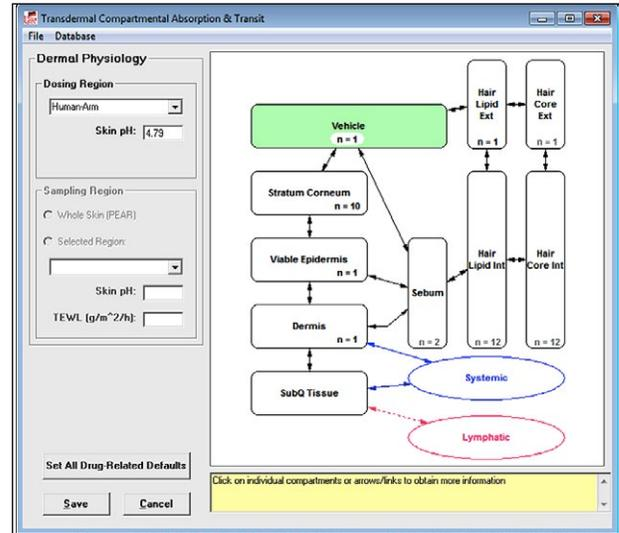 Transdermal Compartmental Absorption & Transit
File Database
Dermal Physiology
Dosing Region
Human-Arm
Skin pH: 4.79
Sampling Region
Whole Skin (PEAR)
Selected Region:
Skin pH:
TEWL (g/m^2/h):
Set All Drug-Related Defaults
Save Cancel
Vehicle
n = 1
Hair
Lipid
Ext
n = 1
Hair
Core
Ext
n = 1
Stratum Corneum
n = 10
Viable Epidermis
n = 1
Dermis
n = 1
SubQ Tissue
Sebum
n = 2
Hair
Lipid Int
n = 12
Hair
Core Int
n = 12
Systemic
Lymphatic
Click on individual compartments or arrows/links to obtain more information